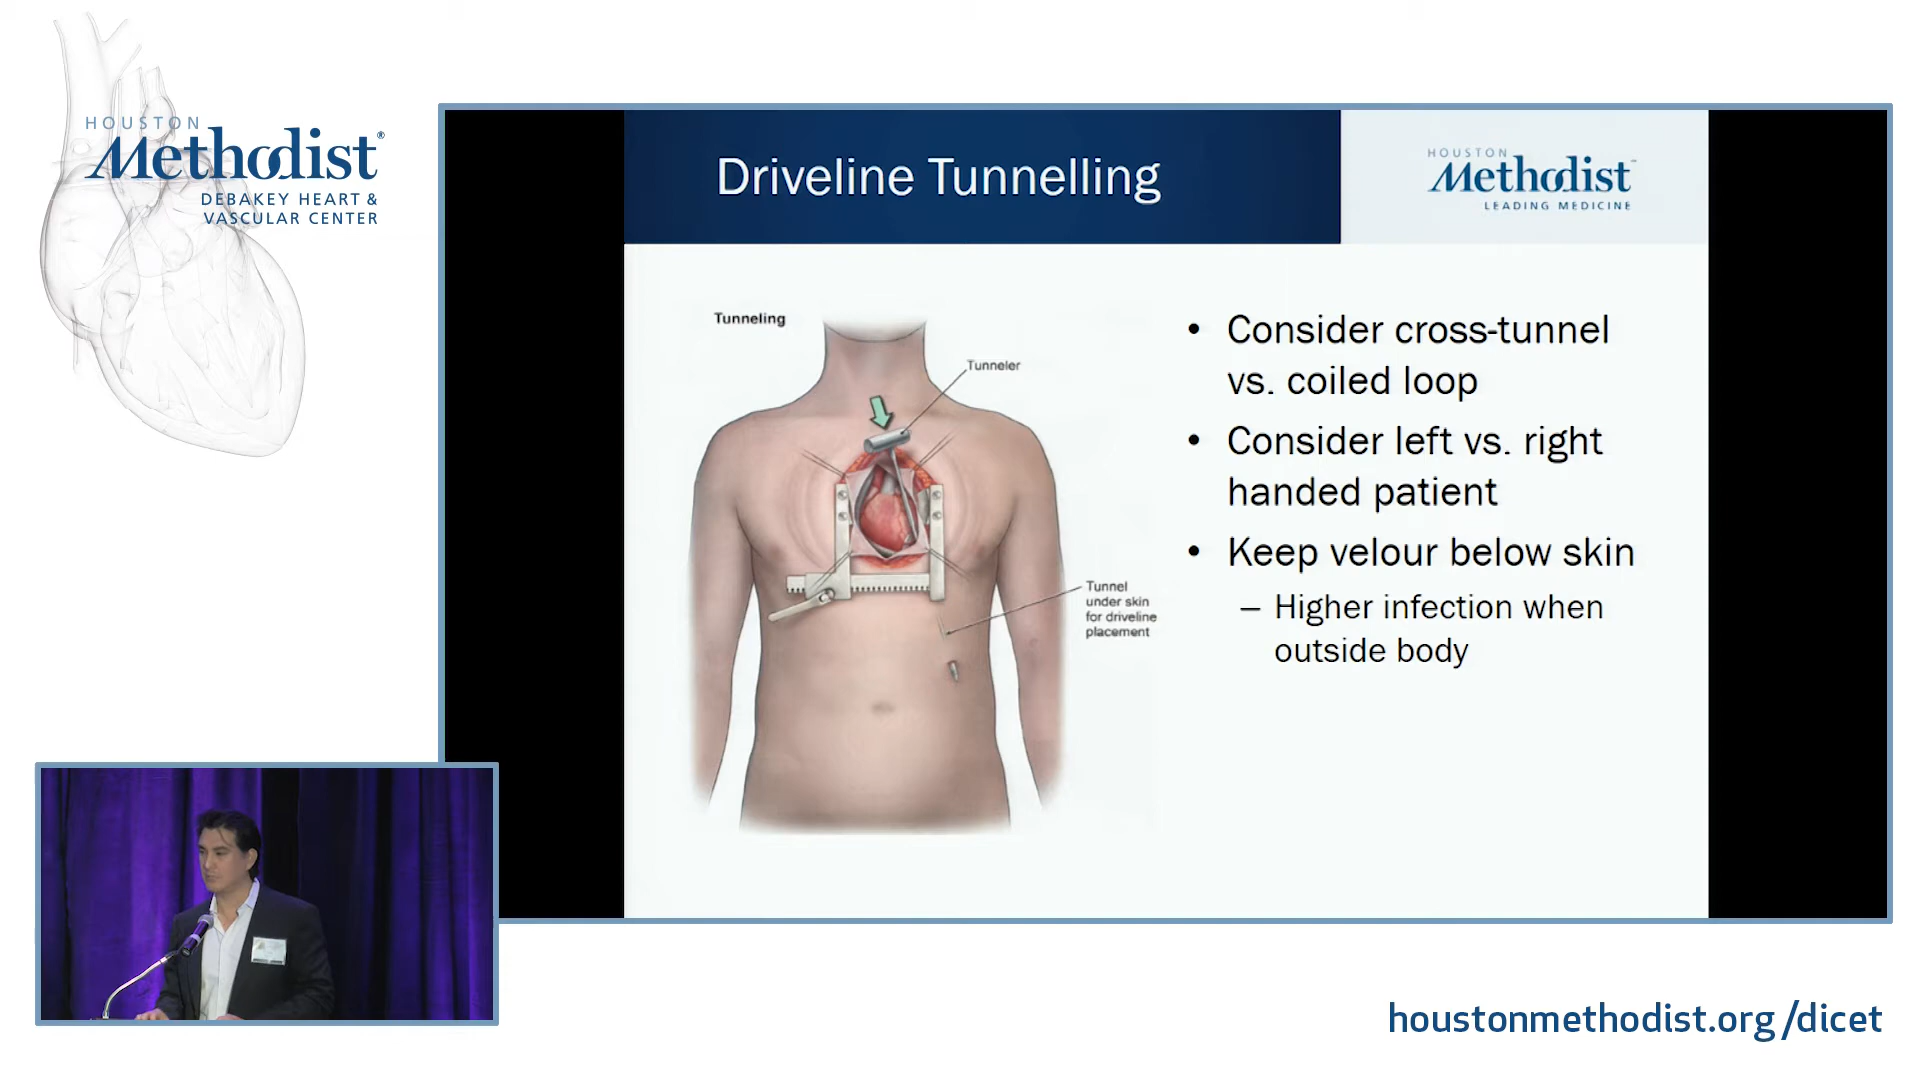 HOUSTON
Methodist®
DEBAKEY HEART &
VASCULAR CENTER
Driveline Tunnelling
HOUSTON
Methodist™
LEADING MEDICINE
Tunneling
Tunneler
Tunnel
under skin
for driveline
placement
• Consider cross-tunnel
vs. coiled loop
• Consider left vs. right
handed patient
• Keep velour below skin
– Higher infection when
outside body
houstonmethodist.org/dicet